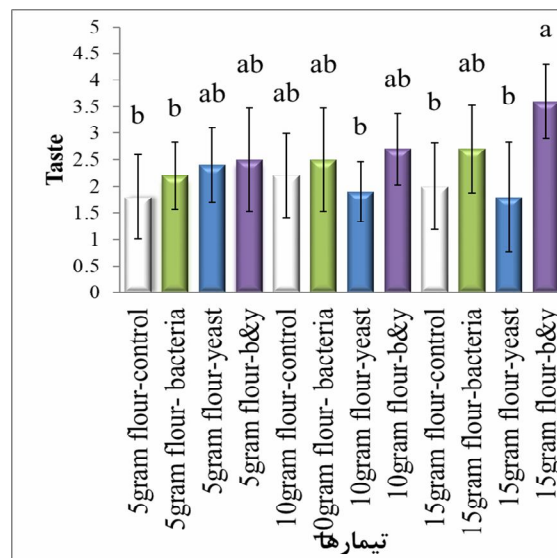 Taste
5
4.5
4
3.5
3
2.5
2
1.5
1
0.5
0
b
b
ab
ab
ab
ab
b
ab
b
ab
b
a
5gram flour-control
5gram flour- bacteria
5gram flour-yeast
5gram flour-b&y
10gram flour-control
10gram flour- bacteria
10gram flour-yeast
10gram flour-b&y
15gram flour-control
15gram flour-bacteria
15gram flour-yeast
15gram flour-b&y
تیمارها